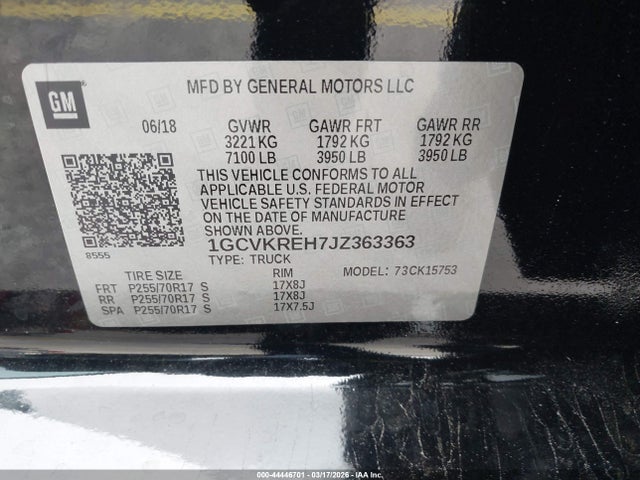 MFD BY GENERAL MOTORS LLC
GM
06/18 GVWR GAWR FRT GAWR RR
3221 KG 1792 KG 1792 KG
7100 LB 3950 LB 3950 LB
THIS VEHICLE CONFORMS TO ALL
APPLICABLE U.S. FEDERAL MOTOR
VEHICLE SAFETY STANDARDS IN EFFECT
ON THE DATE OF MANUFACTURE
SHOWN ABOVE.
1GCVKREH7JZ363363
8555
TYPE: TRUCK MODEL: 73CK15753
TIRE SIZE RIM
FRT P255/70R17 S 17X8J
RR P255/70R17 S 17X8J
SPA P255/70R17 S 17X7.5J
000-44446701 - 03/17/2026 - IAAI.com